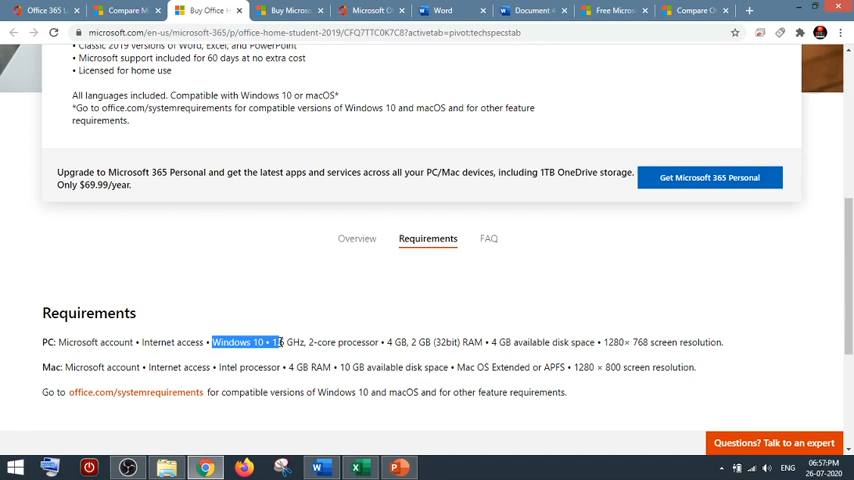 Office 365 L
Compare M
Buy Office H
Buy Microso
Microsoft O
Word
Document 4
Free Micros
Compare O
microsoft.com/en-us/microsoft-365/p/office-home-student-2019/CFQ7TTC0K7C8?activetab=pivot:techspecstab
• Classic 2019 versions of Word, Excel, and PowerPoint
• Microsoft support included for 60 days at no extra cost
• Licensed for home use
All languages included. Compatible with Windows 10 or macOS*
*Go to office.com/systemrequirements for compatible versions of Windows 10 and macOS and for other feature
requirements.
Upgrade to Microsoft 365 Personal and get the latest apps and services across all your PC/Mac devices, including 1TB OneDrive storage.
Only $69.99/year.
Get Microsoft 365 Personal
Overview
Requirements
FAQ
Requirements
PC: Microsoft account • Internet access • Windows 10 • 1.6 GHz, 2-core processor • 4 GB, 2 GB (32bit) RAM • 4 GB available disk space • 1280× 768 screen resolution.
Mac: Microsoft account • Internet access • Intel processor • 4 GB RAM • 10 GB available disk space • Mac OS Extended or APFS • 1280 × 800 screen resolution.
Go to office.com/systemrequirements for compatible versions of Windows 10 and macOS and for other feature requirements.
Questions? Talk to an expert
ENG
06:57:PM
26-07-2020